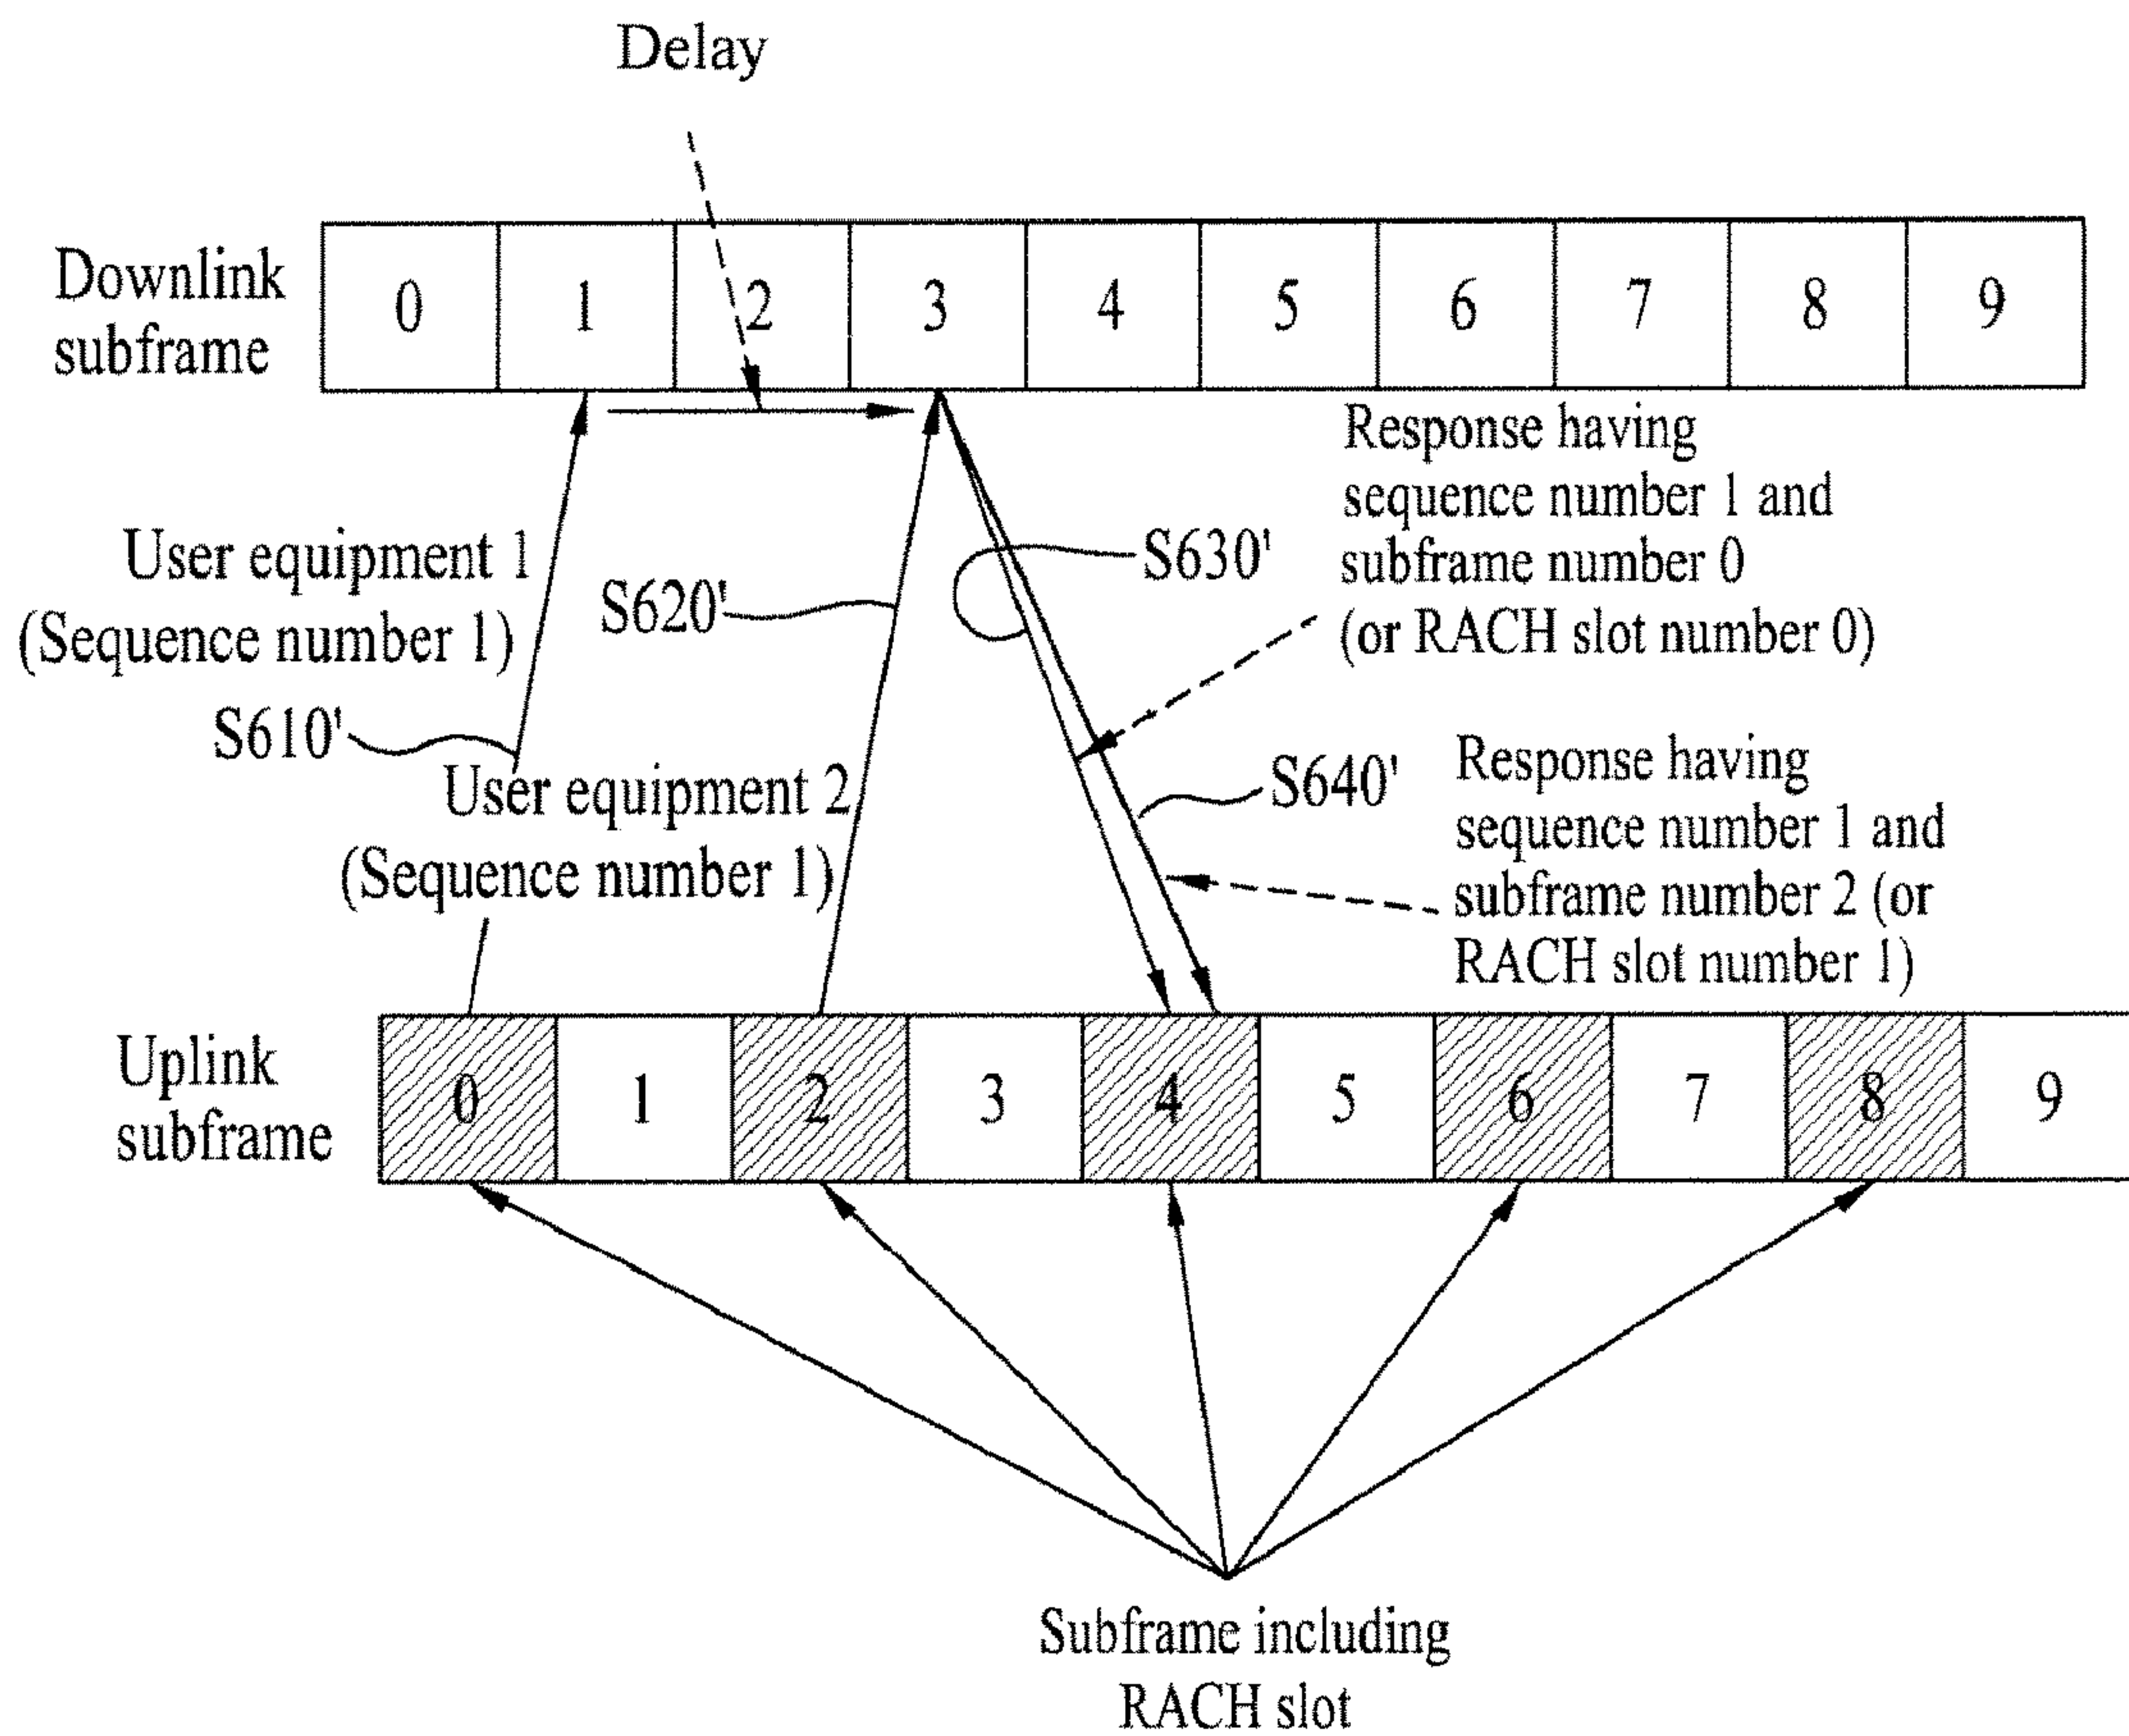 Delay
Downlink
subframe
0 1 2 3 4 5 6 7 8 9
Response having
sequence number 1 and
subframe number 0
(or RACH slot number 0)
User equipment 1
(Sequence number 1)
S610'
S620'
S630'
User equipment 2
(Sequence number 1)
S640'
Response having
sequence number 1 and
subframe number 2 (or
RACH slot number 1)
Uplink
subframe
0 1 2 3 4 5 6 7 8 9
Subframe including
RACH slot